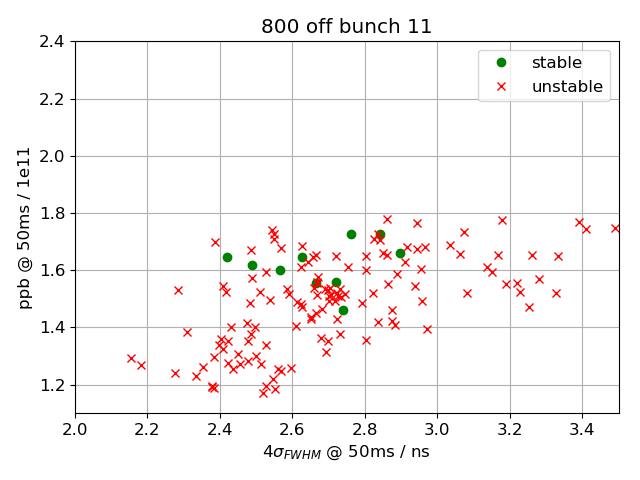 800 off bunch 11
2.4
2.2
2.0
1.8
1.6
1.4
1.2
ppb @ 50ms / 1e11
stable
unstable
2.0 2.2 2.4 2.6 2.8 3.0 3.2 3.4
4σ_FWHM @ 50ms / ns